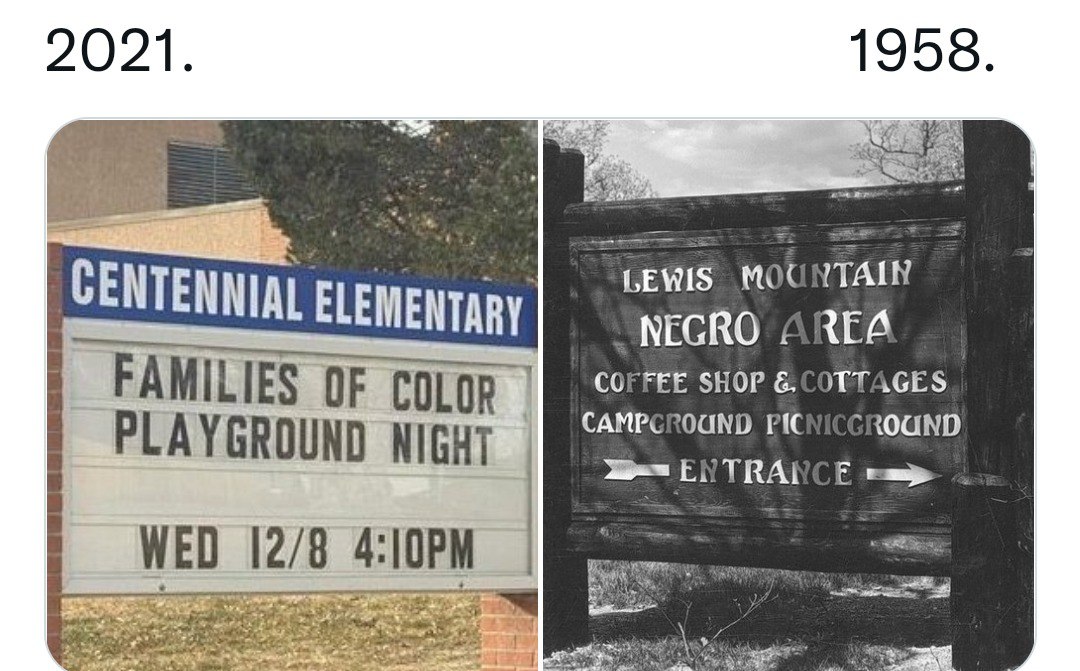 2021.
1958.
CENTENNIAL ELEMENTARY
FAMILIES OF COLOR
PLAYGROUND NIGHT
WED 12/8 4:10PM
LEWIS MOUNTAIN
NEGRO AREA
COFFEE SHOP & COTTAGES
CAMPGROUND PICNICGROUND
ENTRANCE